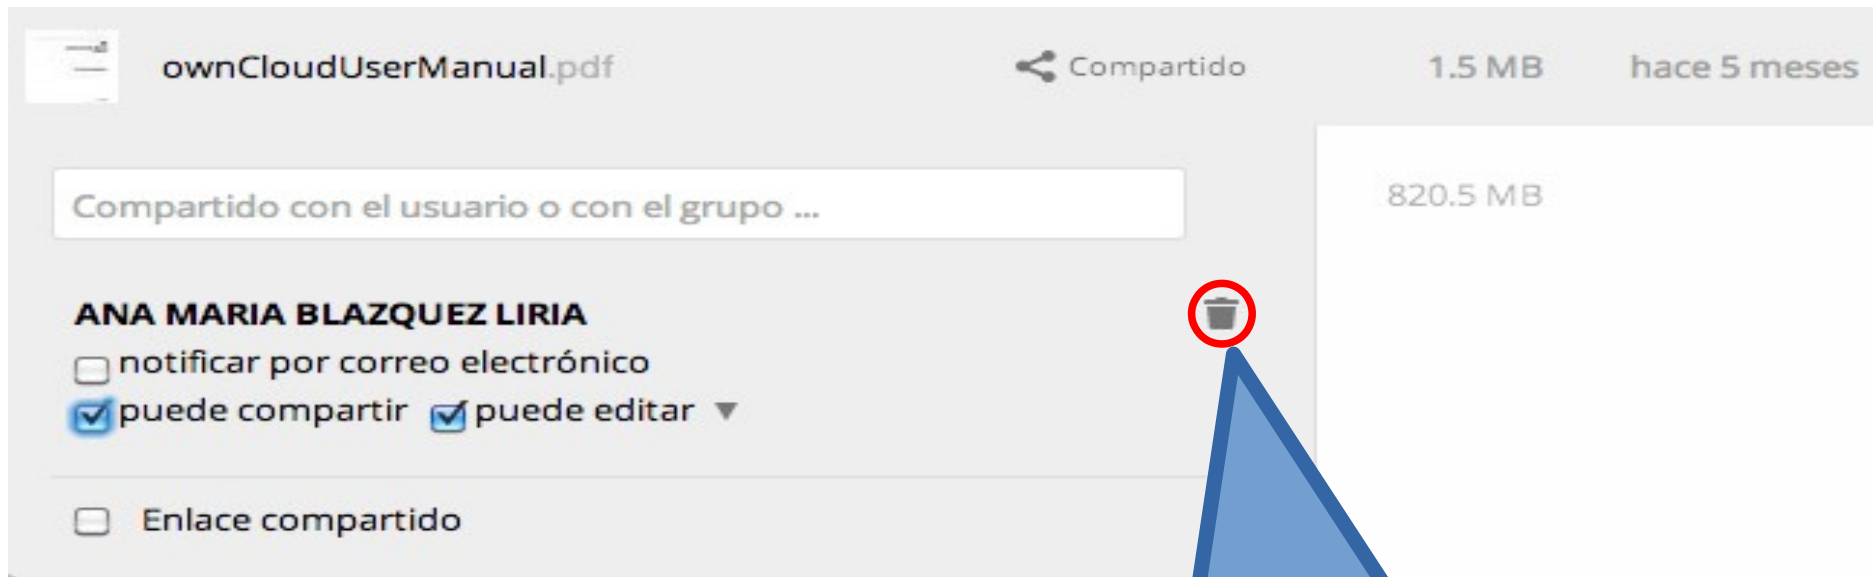 ownCloudUserManual.pdf Compartido 1.5 MB hace 5 meses
Compartido con el usuario o con el grupo ...
820.5 MB
ANA MARIA BLAZQUEZ LIRIA
notificar por correo electrónico
puede compartir puede editar
Enlace compartido